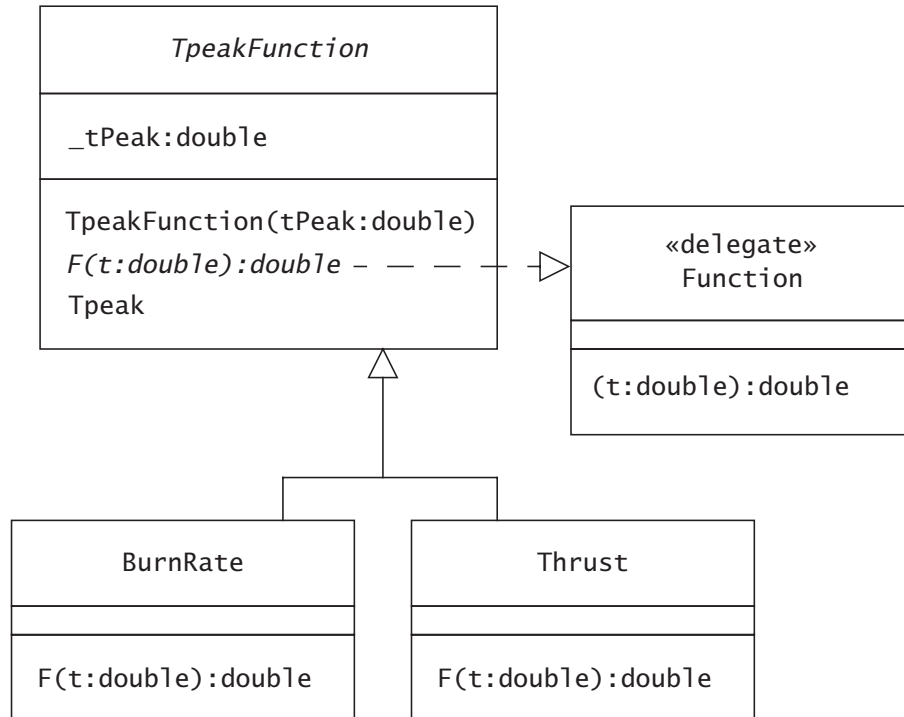 TpeakFunction
_tPeak:double
TpeakFunction(tPeak:double)
F(t:double):double
Tpeak
«delegate»
Function
(t:double):double
BurnRate
F(t:double):double
Thrust
F(t:double):double